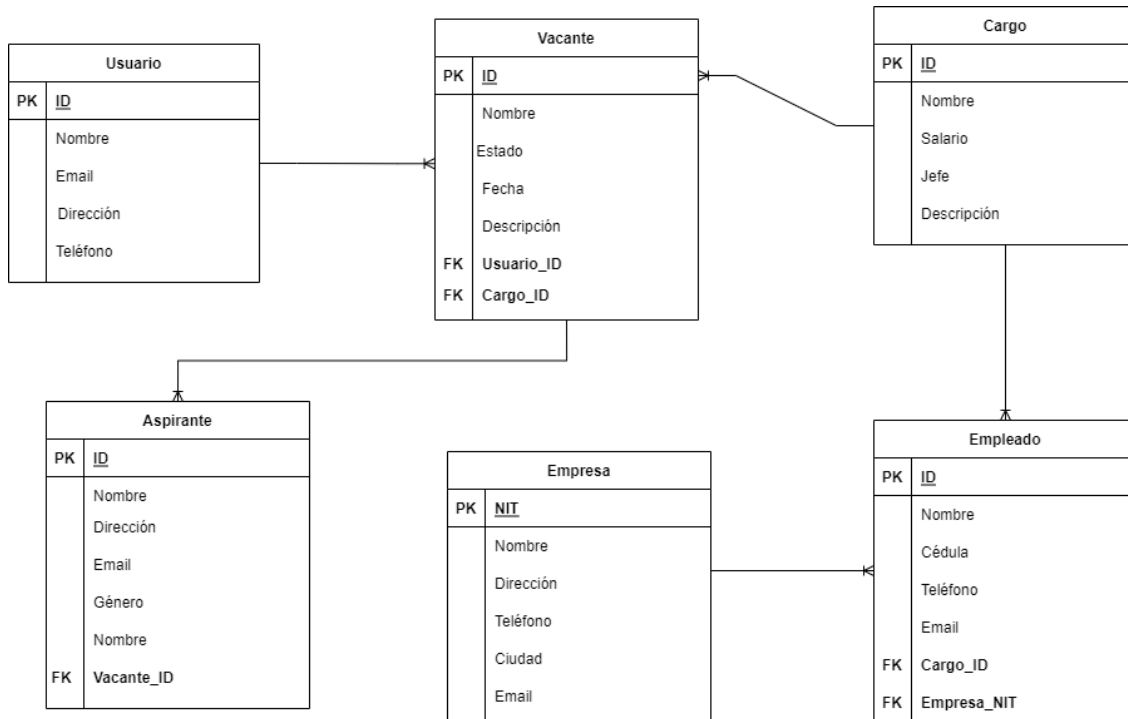 Usuario
PK ID
Nombre
Email
Dirección
Teléfono
Vacante
PK ID
Nombre
Estado
Fecha
Descripción
FK Usuario_ID
FK Cargo_ID
Cargo
PK ID
Nombre
Salario
Jefe
Descripción
Aspirante
PK ID
Nombre
Dirección
Email
Género
Nombre
FK Vacante_ID
Empresa
PK NIT
Nombre
Dirección
Teléfono
Ciudad
Email
Empleado
PK ID
Nombre
Cédula
Teléfono
Email
FK Cargo_ID
FK Empresa_NIT